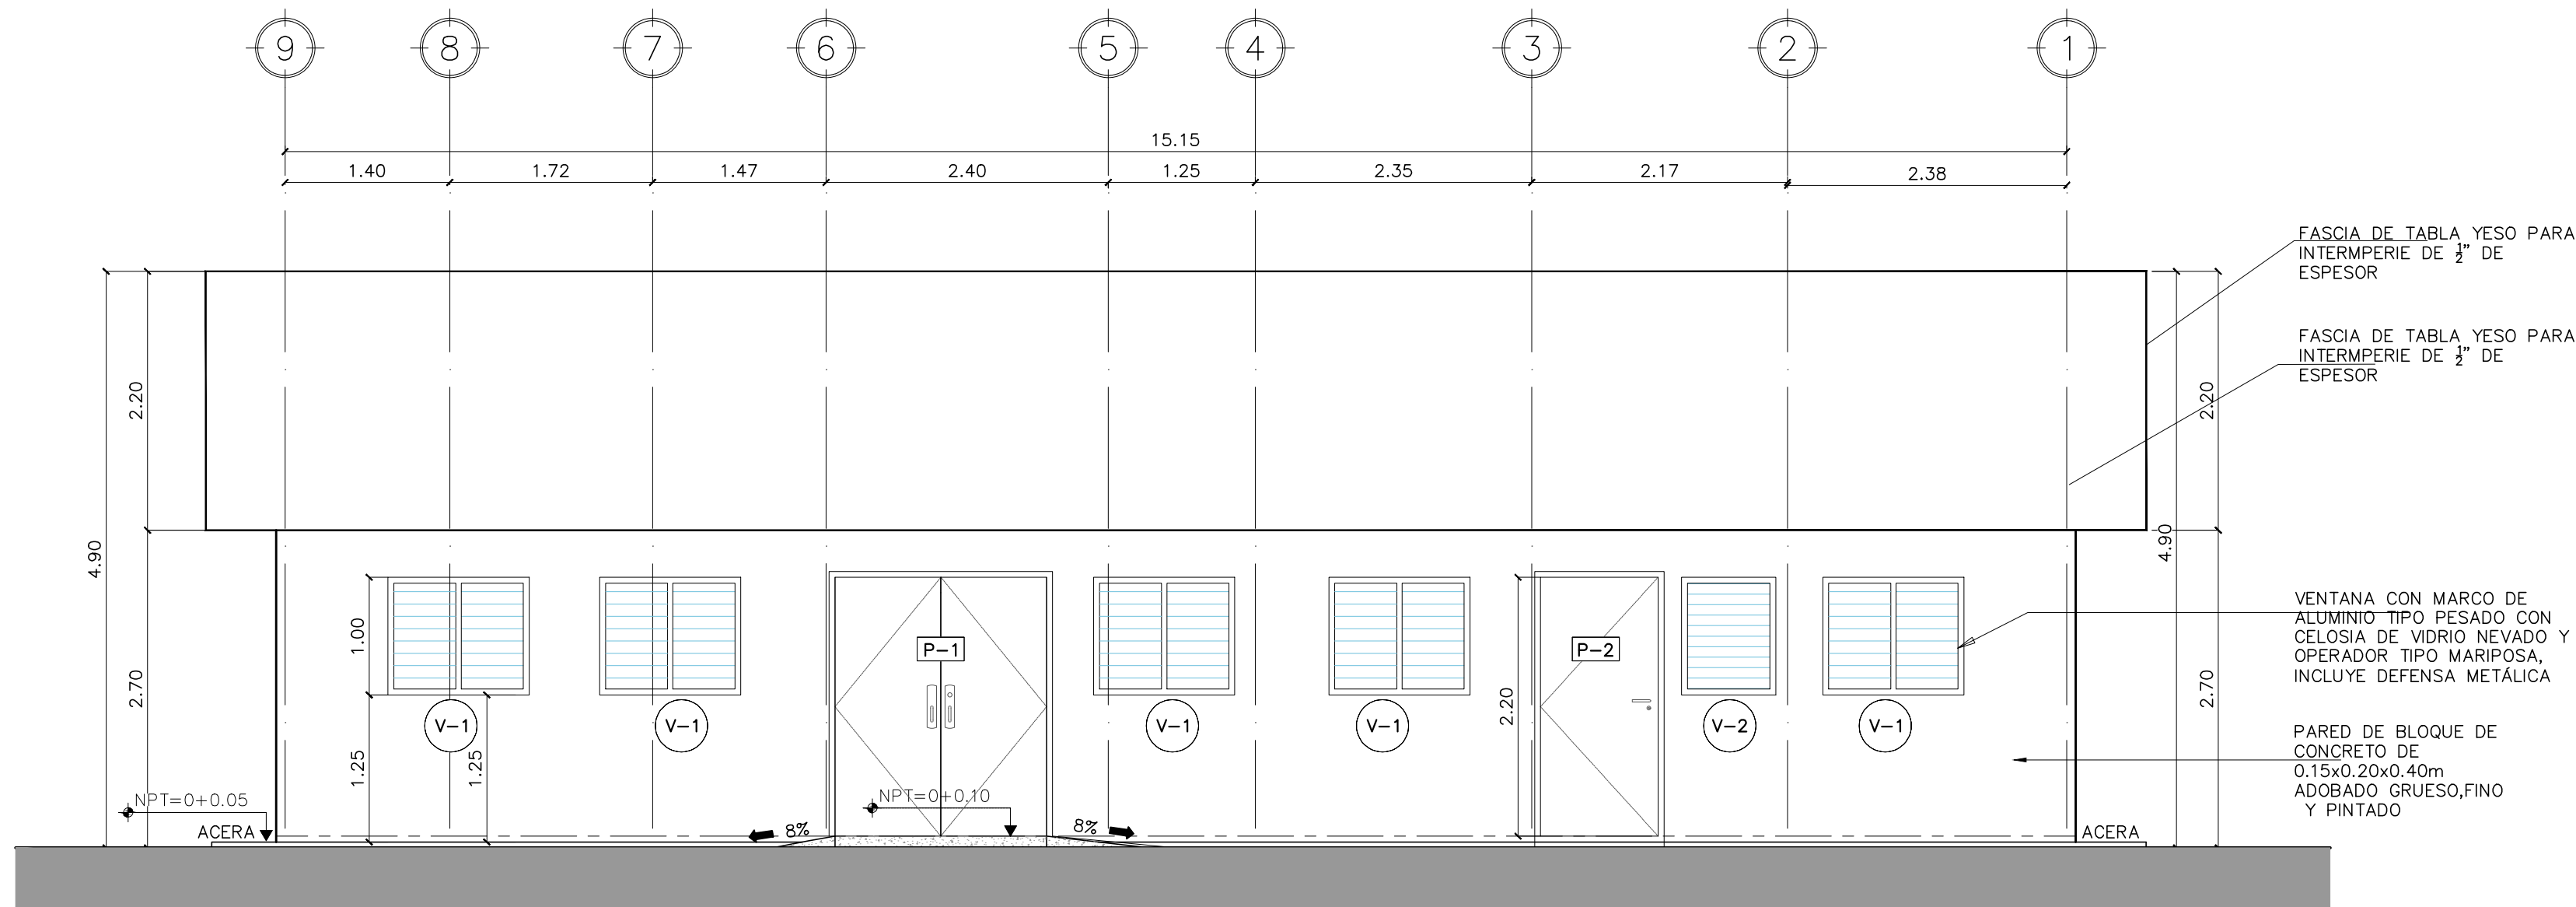 9 8 7 6 5 4 3 2 1
15.15
1.40 1.72 1.47 2.40 1.25 2.35 2.17 2.38
FASCIA DE TABLA YESO PARA
INTERMPERIE DE ½" DE
ESPESOR
FASCIA DE TABLA YESO PARA
INTERMPERIE DE ½" DE
ESPESOR
2.20
2.20
4.90
4.90
2.70
2.70
1.00
1.25
1.25
2.20
P-1
P-2
V-1
V-1
V-1
V-1
V-2
V-1
VENTANA CON MARCO DE
ALUMINIO TIPO PESADO CON
CELOSIA DE VIDRIO NEVADO Y
OPERADOR TIPO MARIPOSA,
INCLUYE DEFENSA METÁLICA
PARED DE BLOQUE DE
CONCRETO DE
0.15x0.20x0.40m
ADOBADO GRUESO,FINO
Y PINTADO
NPT=0+0.05
NPT=0+0.10
ACERA
8%
8%
ACERA